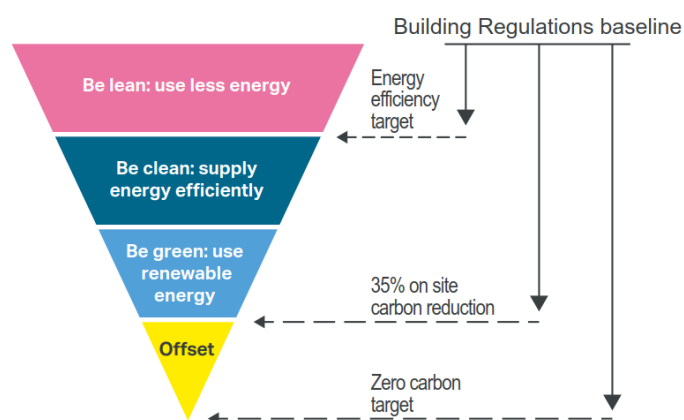 Building Regulations baseline
Be lean: use less energy
Energy
efficiency
target
Be clean: supply
energy efficiently
Be green: use
renewable
energy
35% on site
carbon reduction
Offset
Zero carbon
target